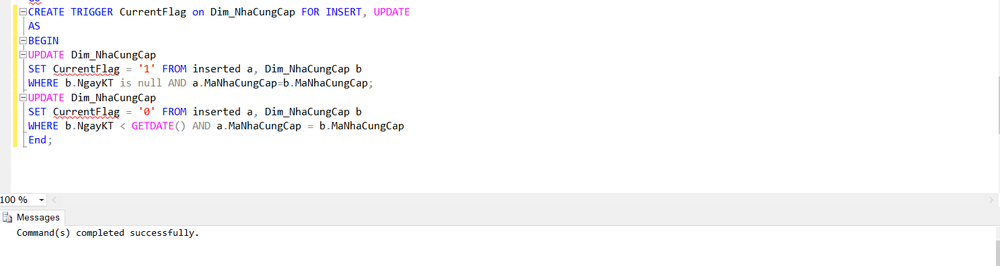 CREATE TRIGGER CurrentFlag on Dim_NhaCungCap FOR INSERT, UPDATE
AS
BEGIN
UPDATE Dim_NhaCungCap
SET CurrentFlag = '1' FROM inserted a, Dim_NhaCungCap b
WHERE b.NgayKT is null AND a.MaNhaCungCap=b.MaNhaCungCap;
UPDATE Dim_NhaCungCap
SET CurrentFlag = '0' FROM inserted a, Dim_NhaCungCap b
WHERE b.NgayKT < GETDATE() AND a.MaNhaCungCap = b.MaNhaCungCap
End;
100 %
Messages
Command(s) completed successfully.